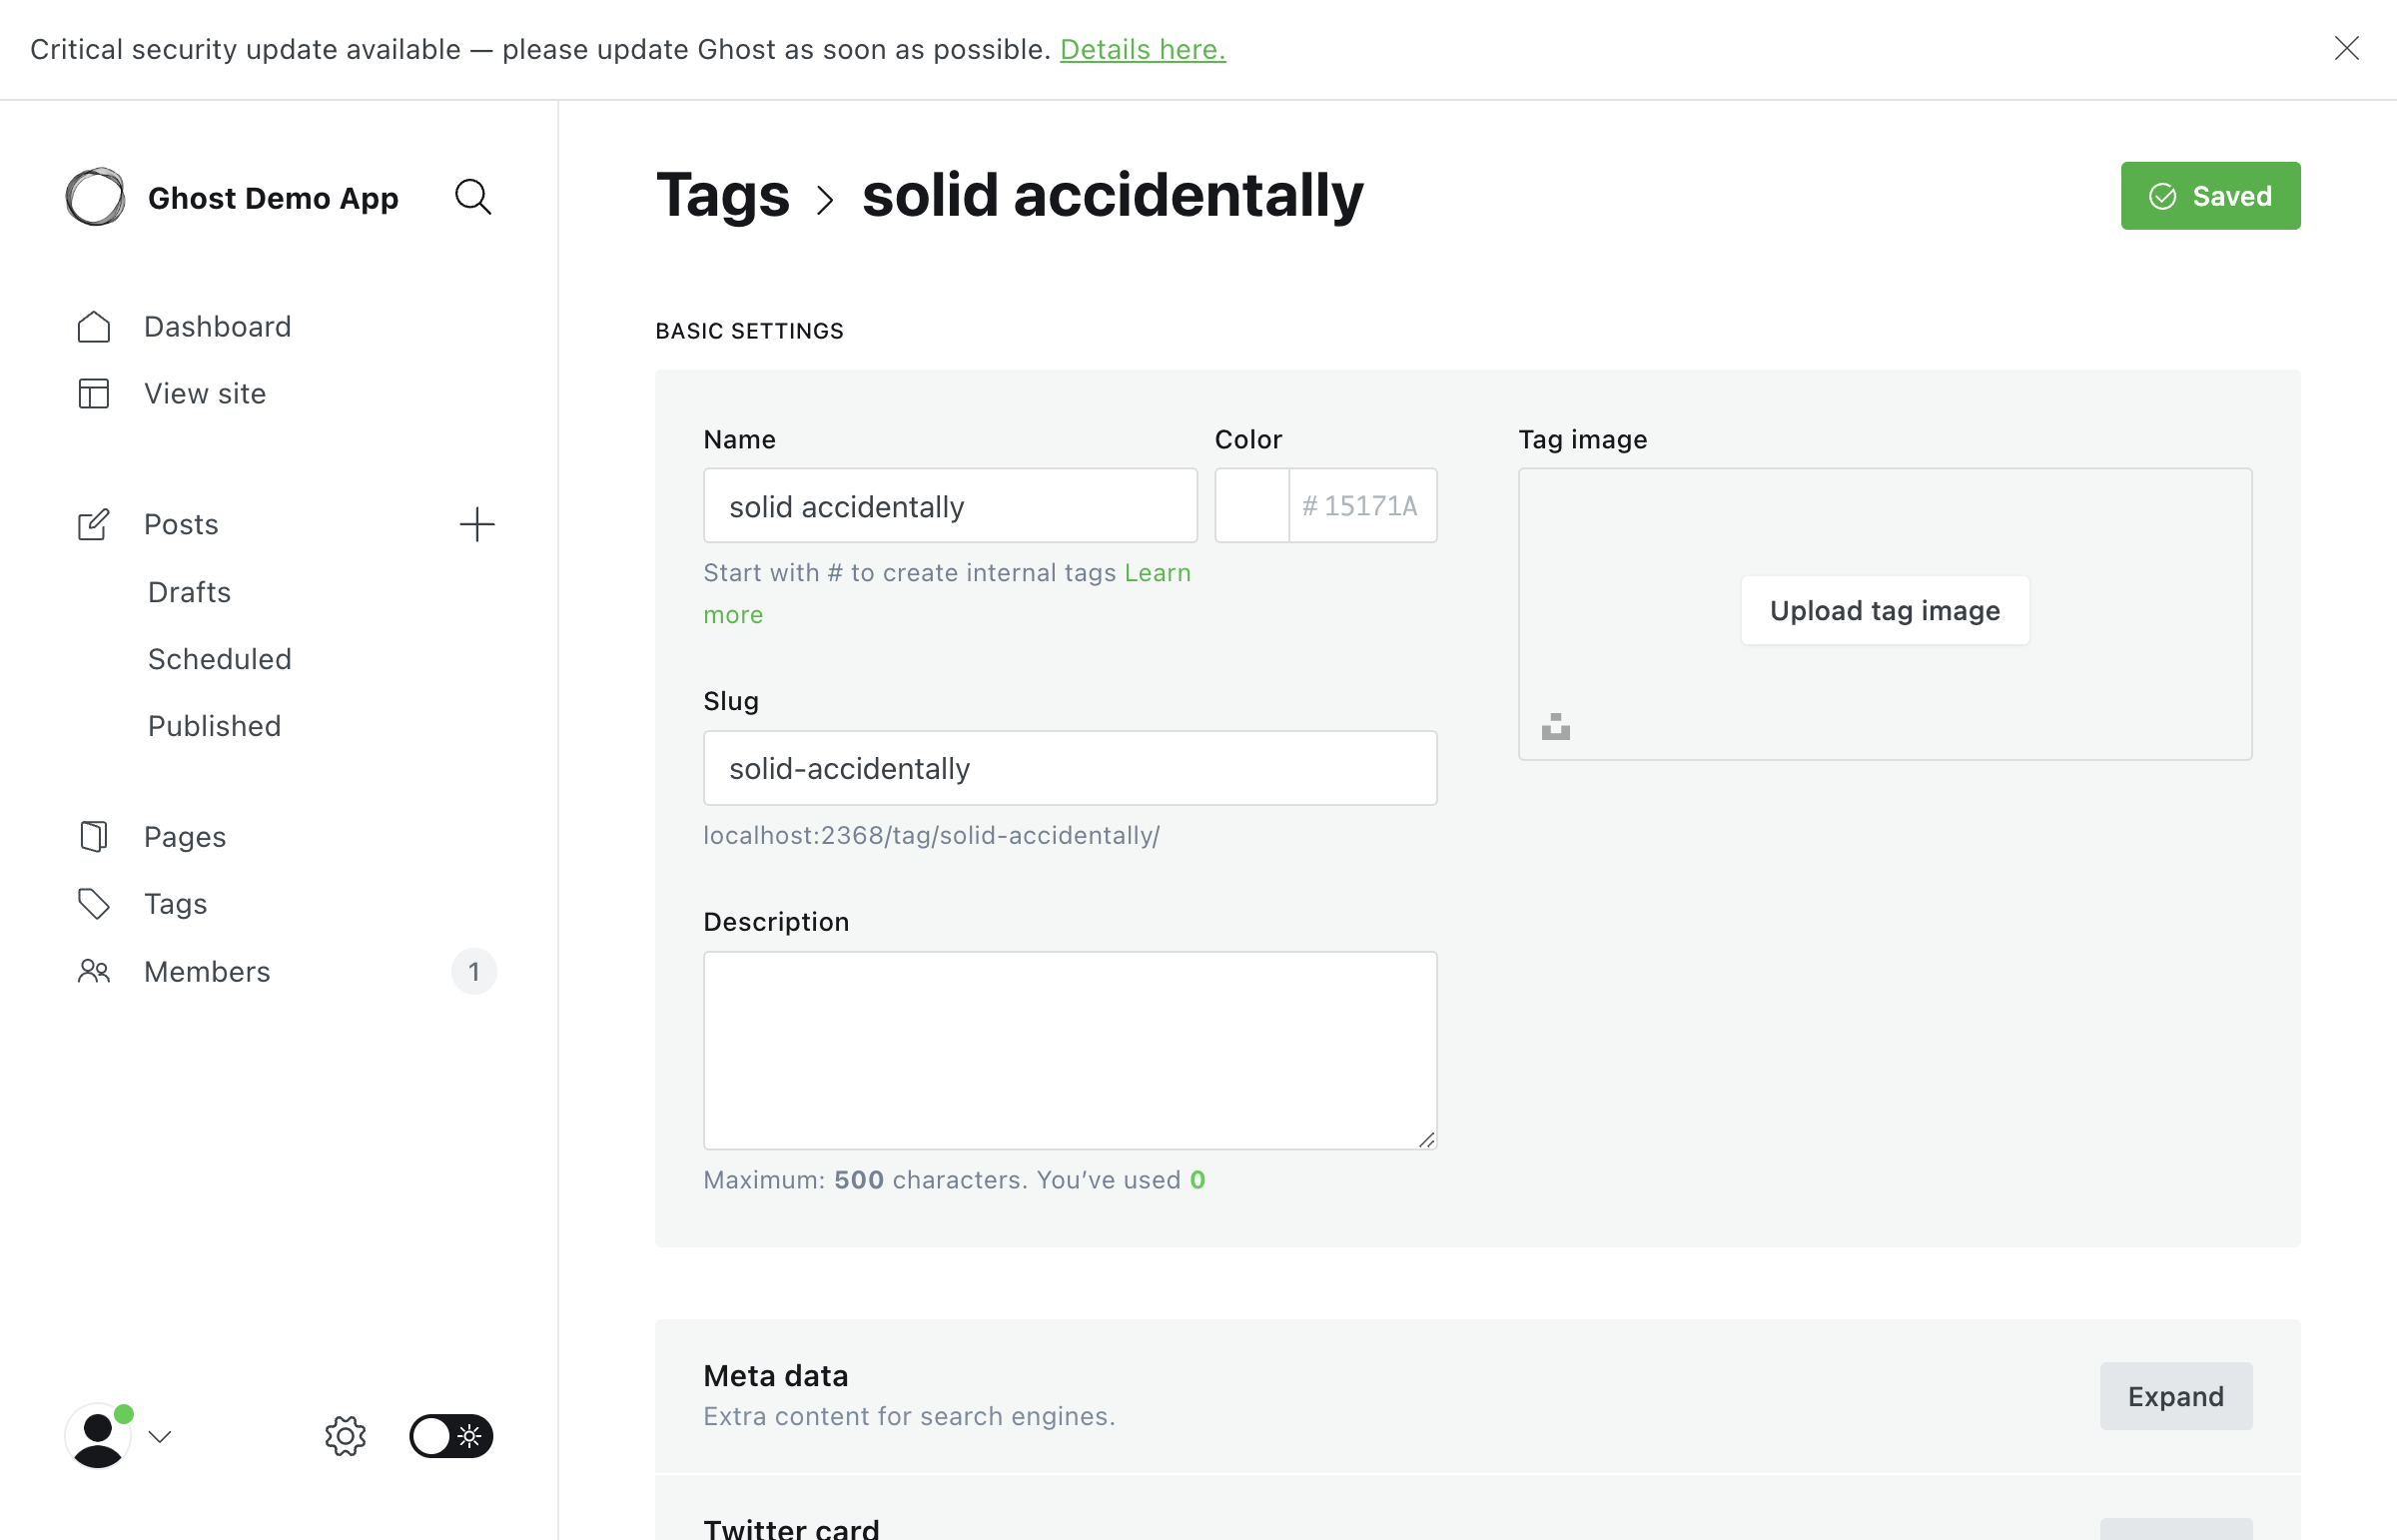 Critical security update available — please update Ghost as soon as possible. Details here.
Ghost Demo App
Dashboard
View site
Posts
Drafts
Scheduled
Published
Pages
Tags
Members 1
Tags > solid accidentally
Saved
BASIC SETTINGS
Name
solid accidentally
Start with # to create internal tags Learn
more
Color
# 15171A
Slug
solid-accidentally
localhost:2368/tag/solid-accidentally/
Description
Maximum: 500 characters. You’ve used 0
Tag image
Upload tag image
Meta data
Extra content for search engines.
Expand
Twitter card